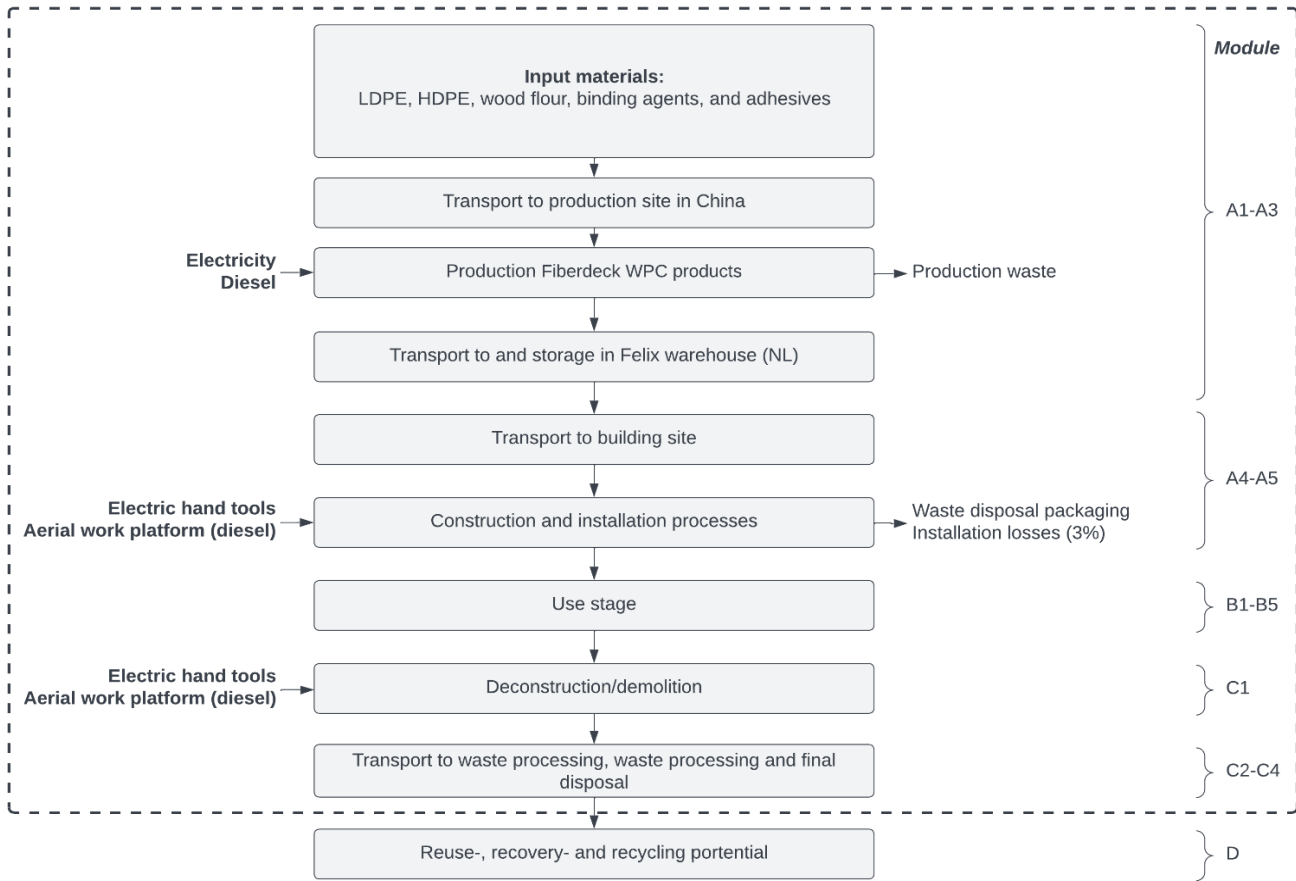 Module
Input materials:
LDPE, HDPE, wood flour, binding agents, and adhesives
Transport to production site in China
A1-A3
Electricity
Diesel
Production Fiberdeck WPC products
Production waste
Transport to and storage in Felix warehouse (NL)
Transport to building site
A4-A5
Electric hand tools
Aerial work platform (diesel)
Construction and installation processes
Waste disposal packaging
Installation losses (3%)
Use stage
B1-B5
Electric hand tools
Aerial work platform (diesel)
Deconstruction/demolition
C1
Transport to waste processing, waste processing and final
disposal
C2-C4
Reuse-, recovery- and recycling portential
D